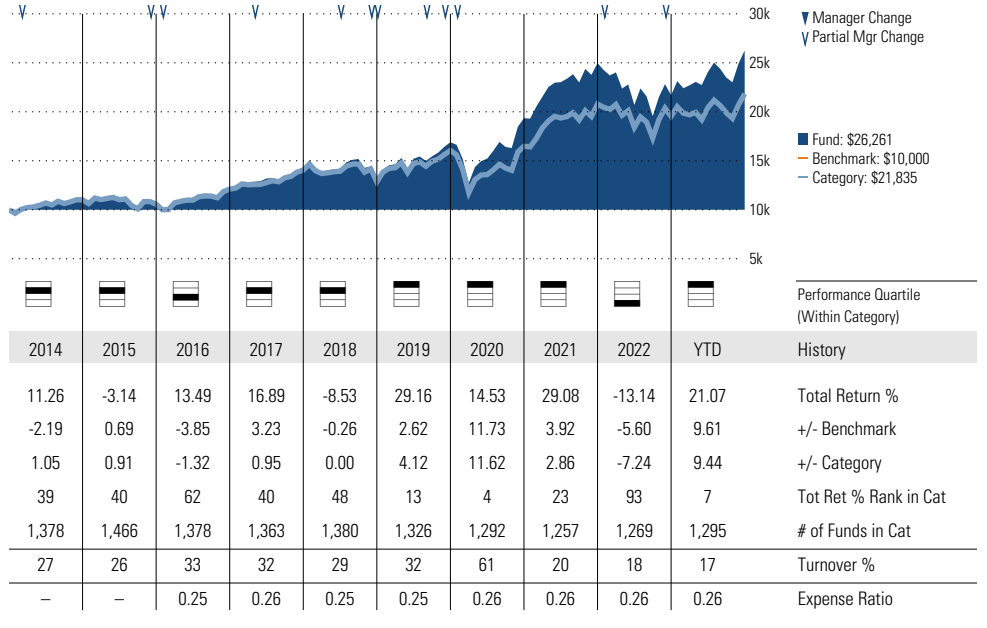 30k
25k
20k
15k
10k
5k
Manager Change
Partial Mgr Change
Fund: $26,261
Benchmark: $10,000
Category: $21,835
Performance Quartile
(Within Category)
2014 2015 2016 2017 2018 2019 2020 2021 2022 YTD History
11.26 -3.14 13.49 16.89 -8.53 29.16 14.53 29.08 -13.14 21.07 Total Return %
-2.19 0.69 -3.85 3.23 -0.26 2.62 11.73 3.92 -5.60 9.61 +/- Benchmark
1.05 0.91 -1.32 0.95 0.00 4.12 11.62 2.86 -7.24 9.44 +/- Category
39 40 62 40 48 13 4 23 93 7 Tot Ret % Rank in Cat
1,378 1,466 1,378 1,363 1,380 1,326 1,292 1,257 1,269 1,295 # of Funds in Cat
27 26 33 32 29 32 61 20 18 17 Turnover %
– – 0.25 0.26 0.25 0.25 0.26 0.26 0.26 0.26 Expense Ratio